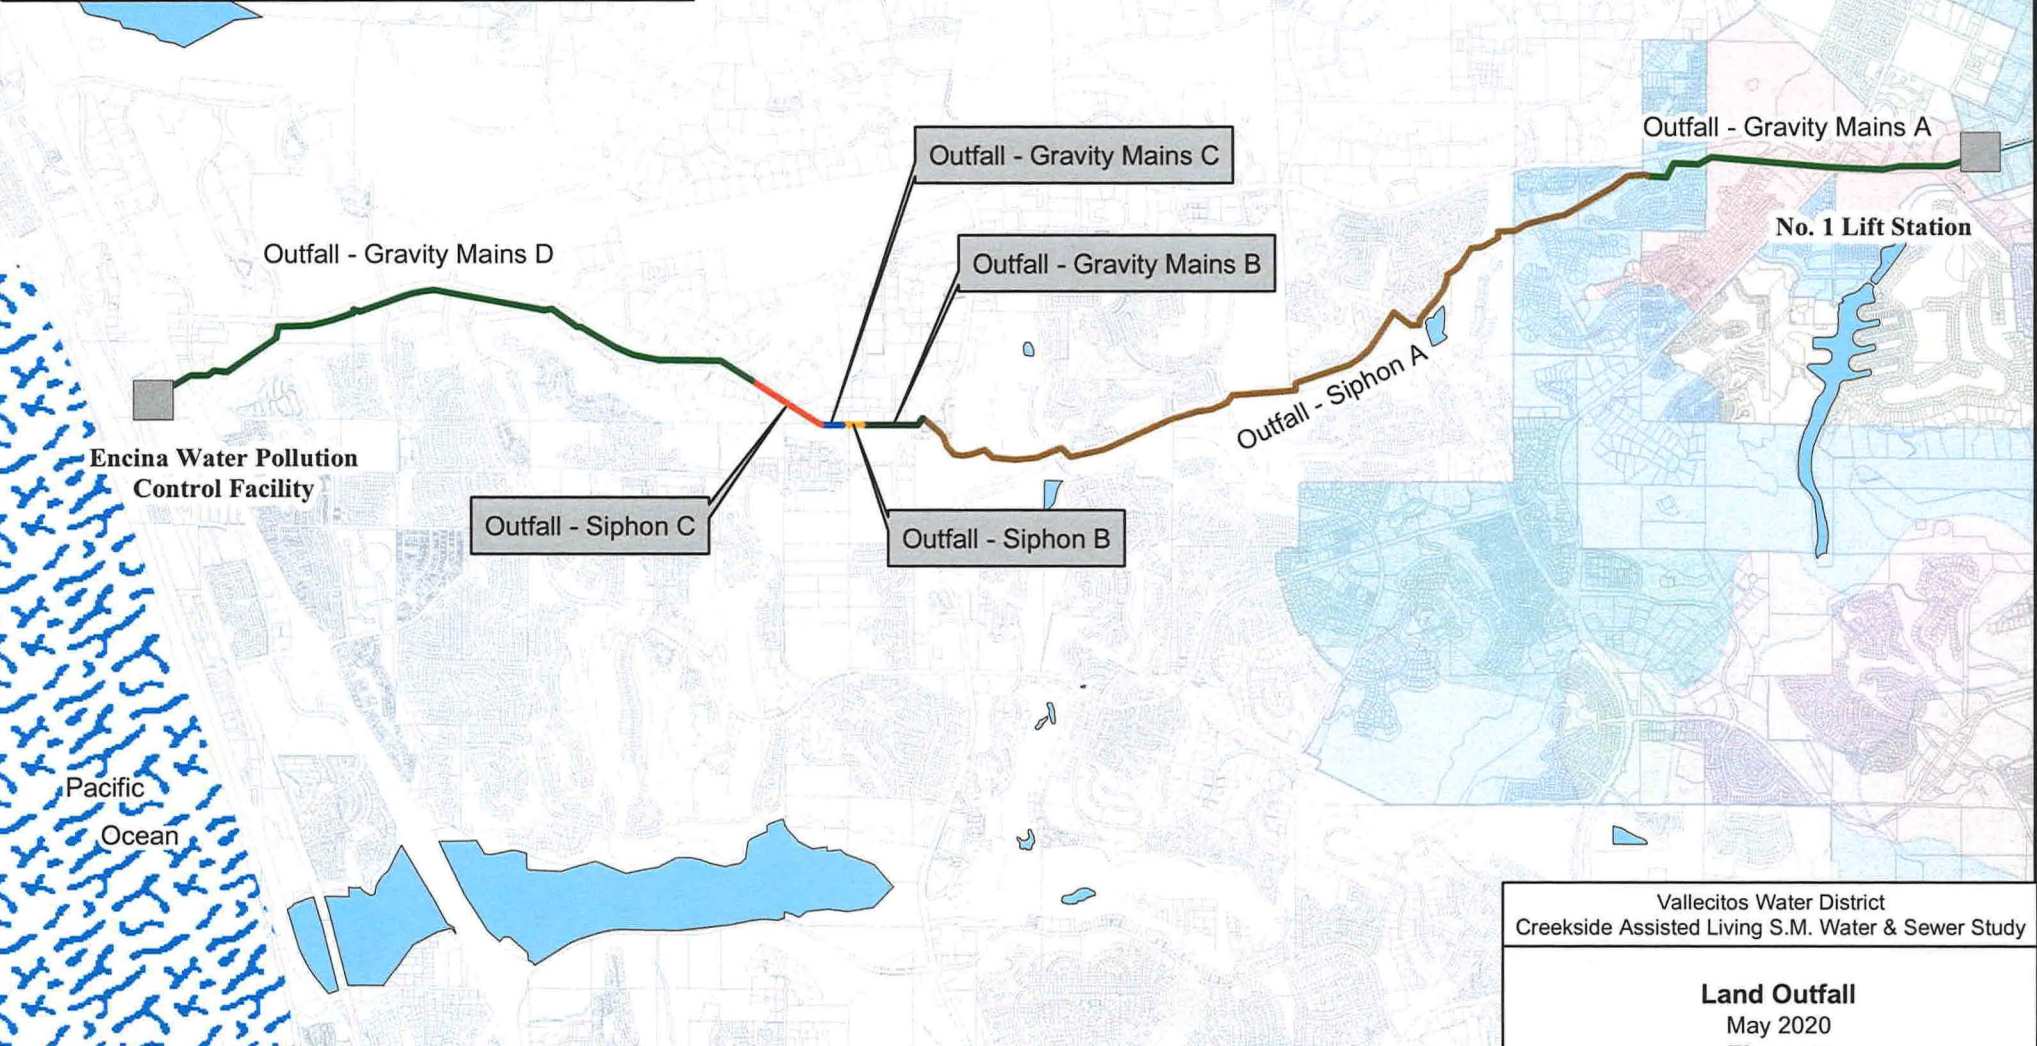 Outfall - Gravity Mains A
Outfall - Gravity Mains C
No. 1 Lift Station
Outfall - Gravity Mains D
Outfall - Gravity Mains B
Outfall - Siphon A
Encina Water Pollution
Control Facility
Outfall - Siphon C
Outfall - Siphon B
Pacific
Ocean
Vallecitos Water District
Creekside Assisted Living S.M. Water & Sewer Study
Land Outfall
May 2020